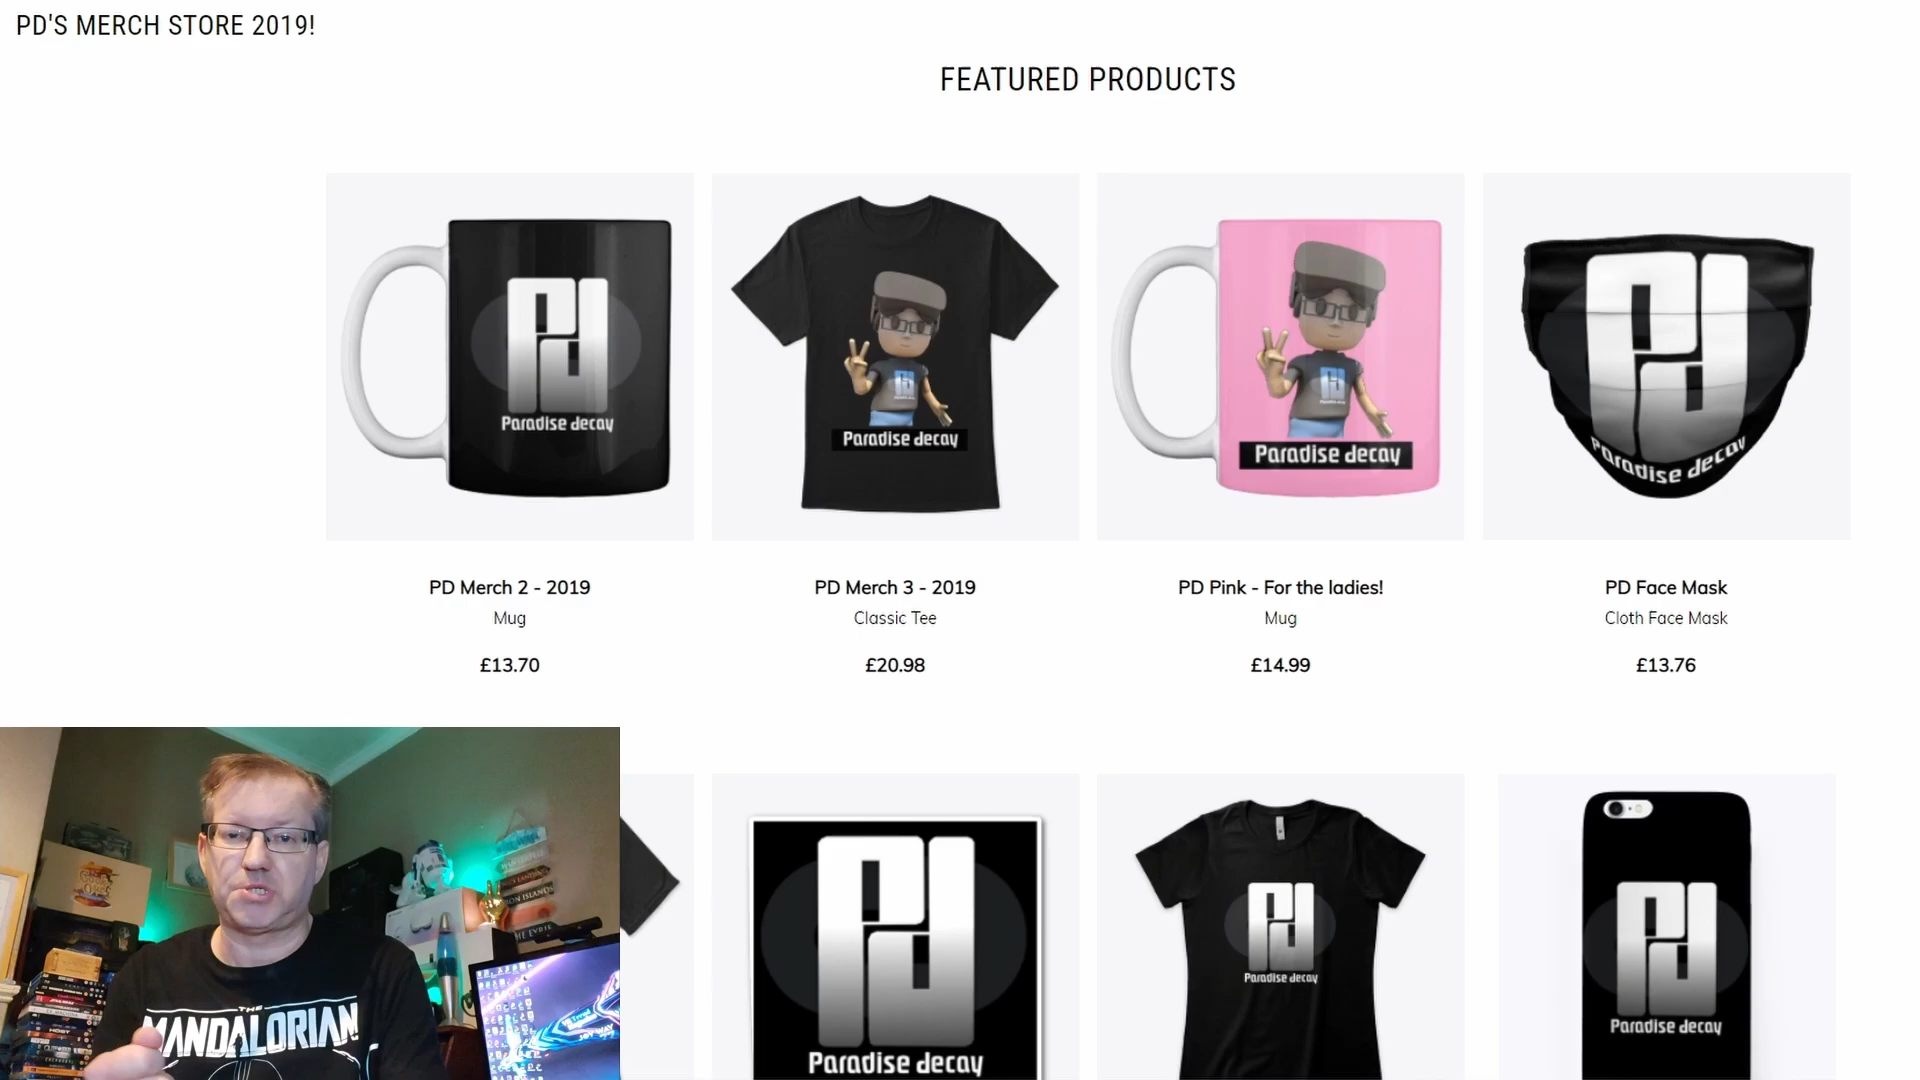 PD'S MERCH STORE 2019!
FEATURED PRODUCTS
Paradise decay
Paradise decay
Paradise decay
Paradise decay
PD Merch 2 - 2019
Mug
£13.70
PD Merch 3 - 2019
Classic Tee
£20.98
PD Pink - For the ladies!
Mug
£14.99
PD Face Mask
Cloth Face Mask
£13.76
THE
MANDALORIAN
Paradise decay
Paradise decay
Paradise decay